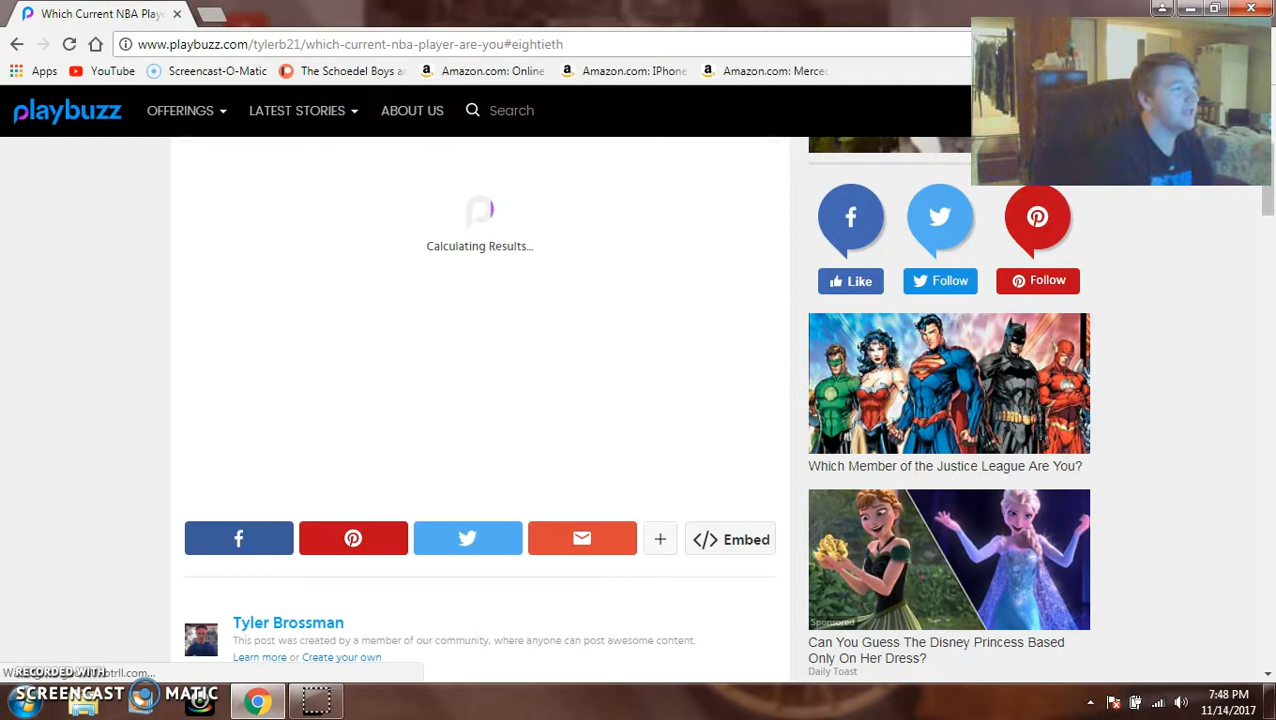 Which Current NBA Playe
www.playbuzz.com/tylerb21/which-current-nba-player-are-you#eightieth
Apps YouTube Screencast-O-Matic The Schoedel Boys a Amazon.com: Online Amazon.com: IPhone Amazon.com: Merce
playbuzz OFFERINGS LATEST STORIES ABOUT US Search
Calculating Results...
Like Follow Follow
Which Member of the Justice League Are You?
Embed
Sponsored
Can You Guess The Disney Princess Based
Only On Her Dress?
Daily Toast
Tyler Brossman
This post was created by a member of our community, where anyone can post awesome content.
Learn more or Create your own
RECORDED WITH
SCREENCAST MATIC
7:48 PM
11/14/2017